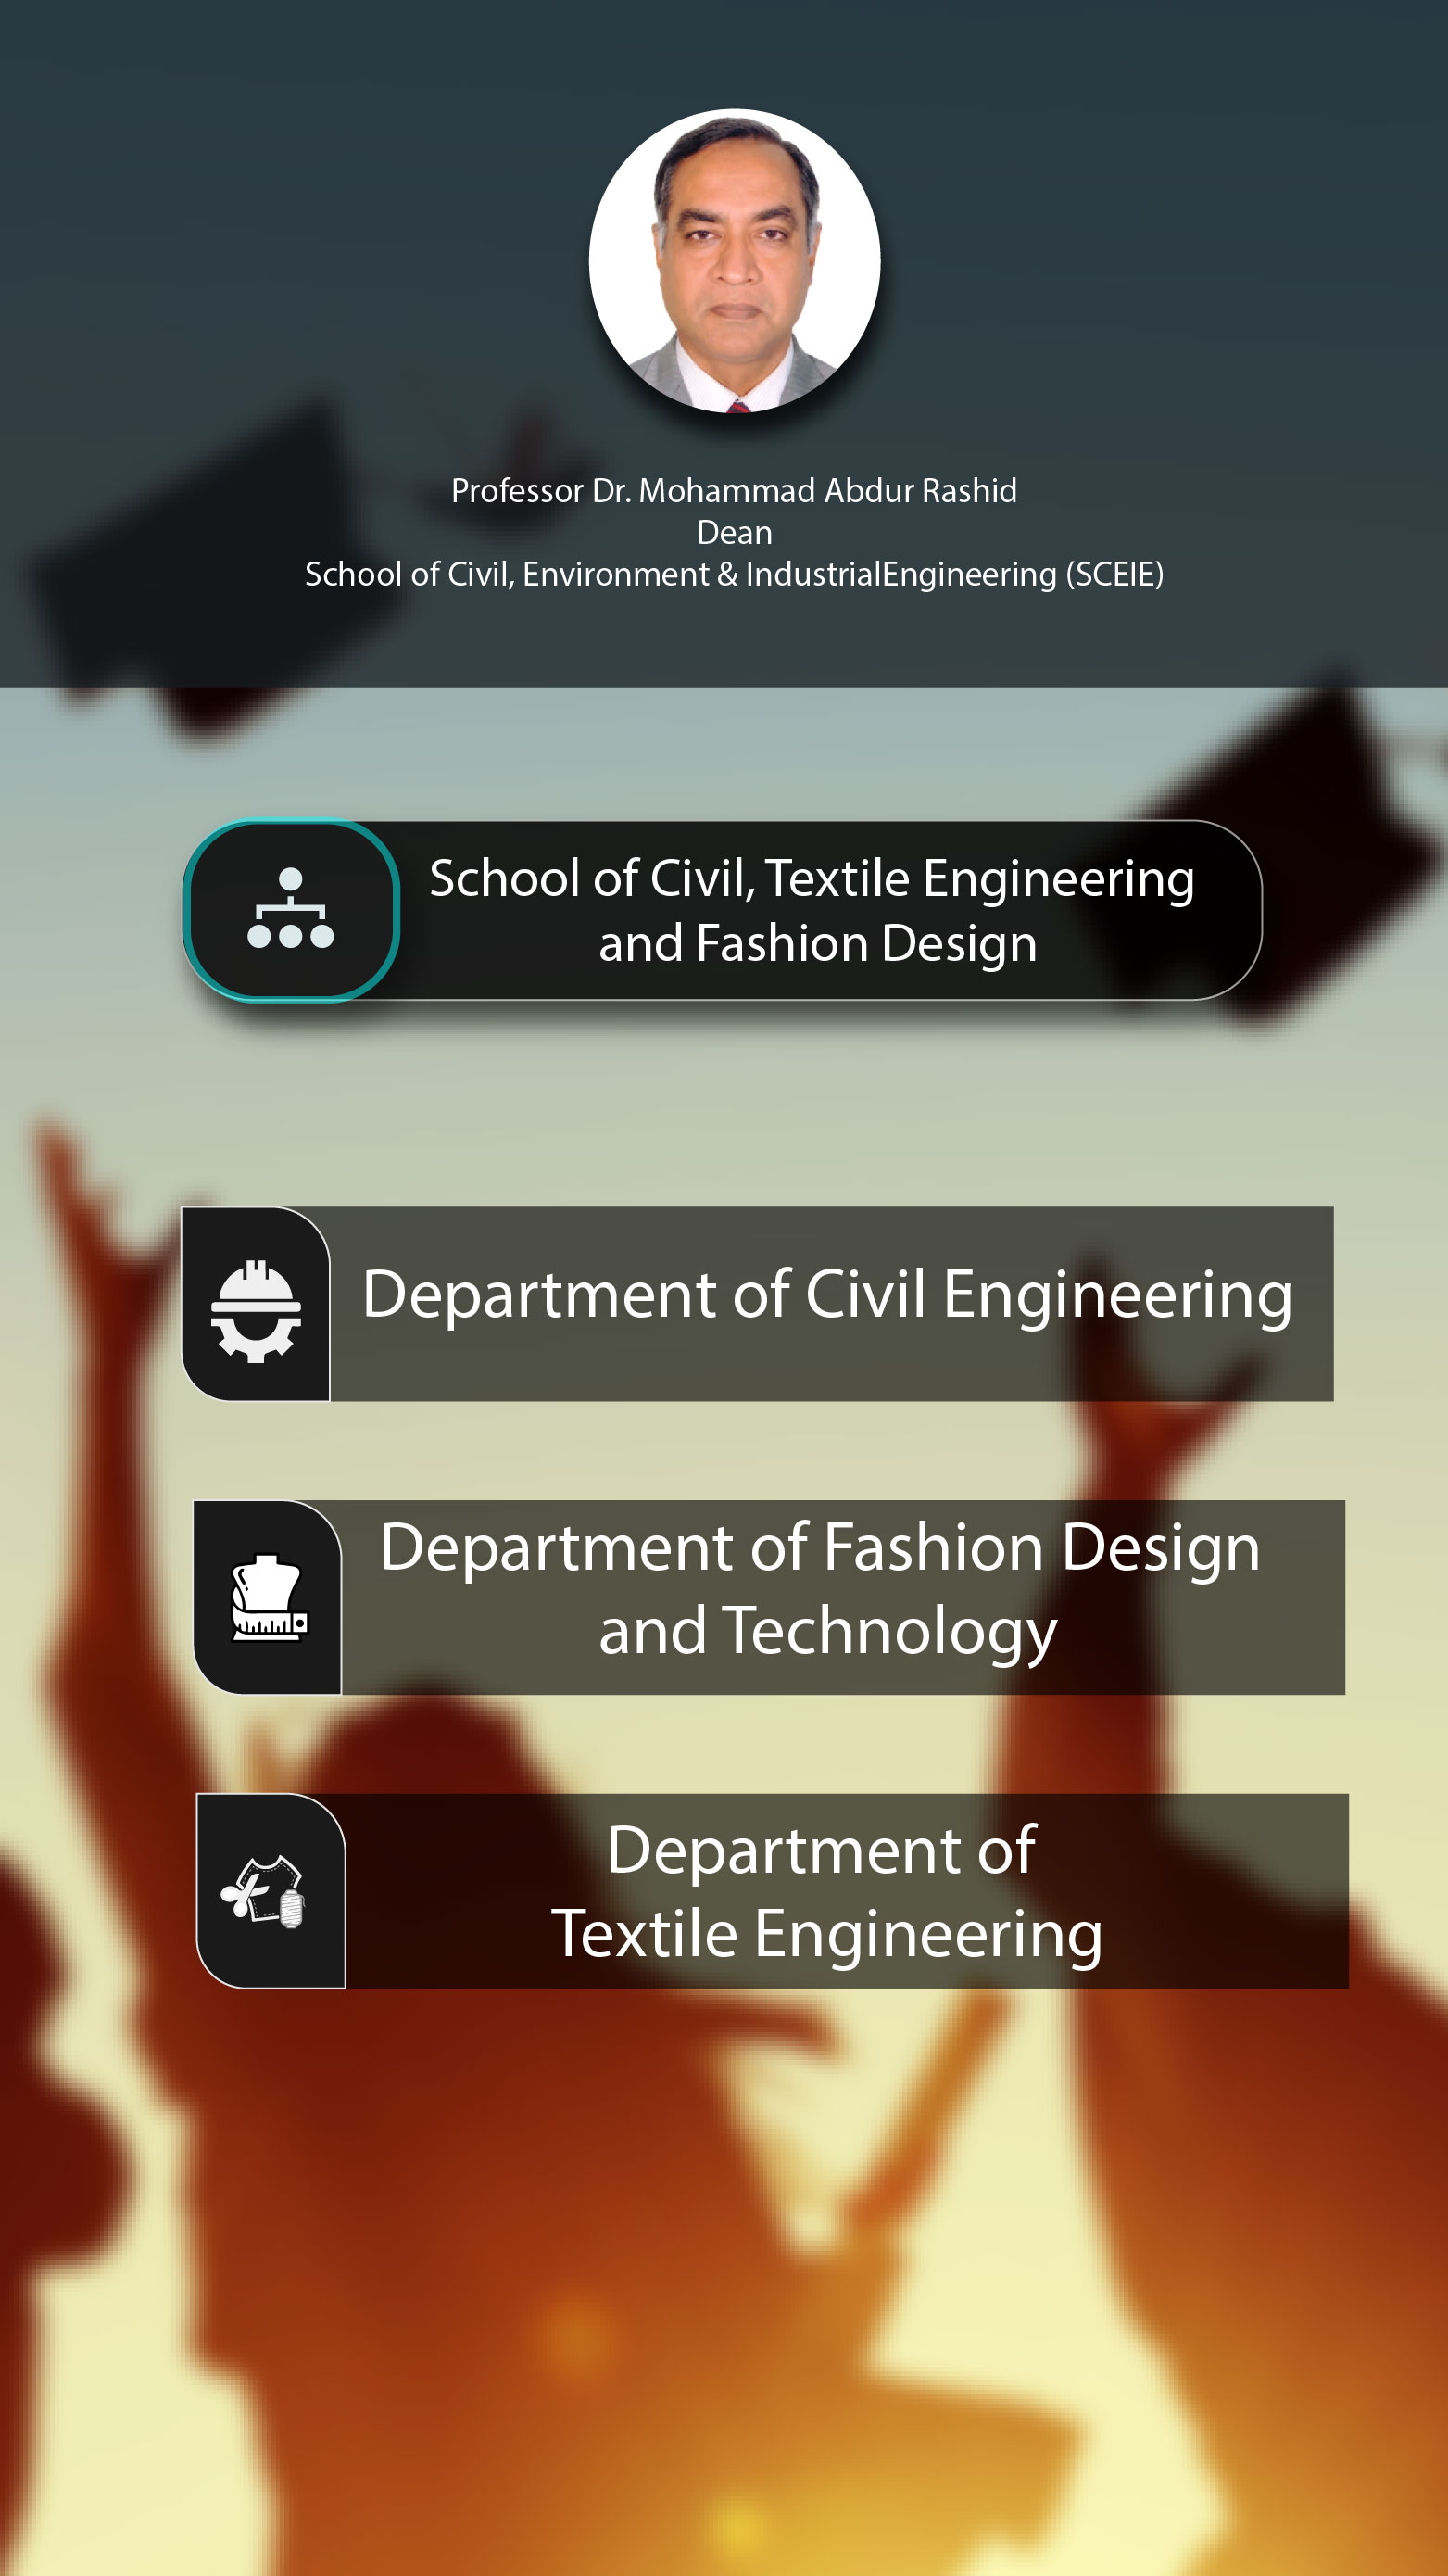 Professor Dr. Mohammad Abdur Rashid
Dean
School of Civil, Environment & IndustrialEngineering (SCEIE)
School of Civil, Textile Engineering
and Fashion Design
Department of Civil Engineering
Department of Fashion Design
and Technology
Department of
Textile Engineering